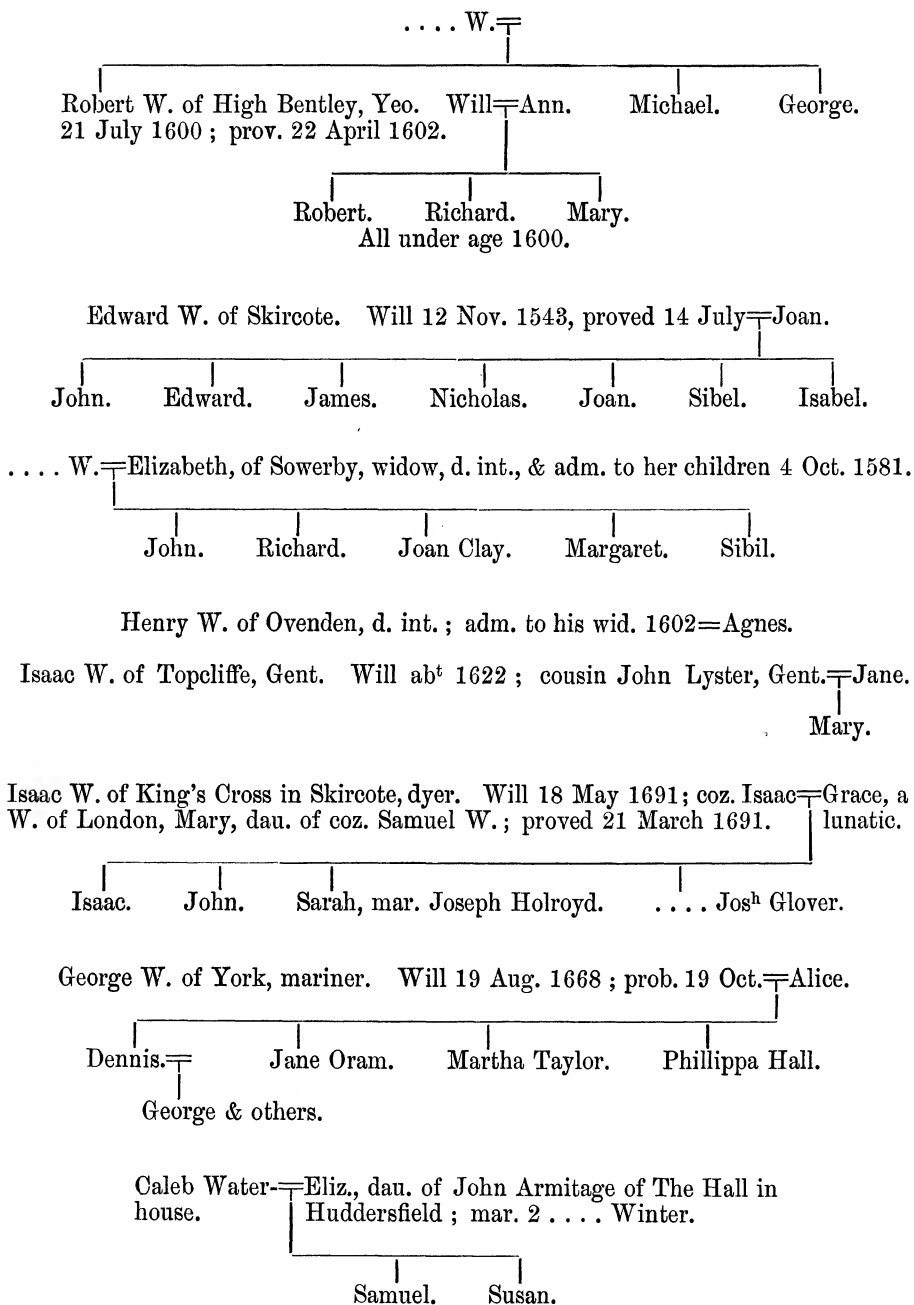 .... W.
Robert W. of High Bentley, Yeo. Will=Ann. Michael. George.
21 July 1600 ; prov. 22 April 1602.
Robert. Richard. Mary.
All under age 1600.
Edward W. of Skircote. Will 12 Nov. 1543, proved 14 July=Joan.
John. Edward. James. Nicholas. Joan. Sibel. Isabel.
.... W.=Elizabeth, of Sowerby, widow, d. int., & adm. to her children 4 Oct. 1581.
John. Richard. Joan Clay. Margaret. Sibil.
Henry W. of Ovenden, d. int. ; adm. to his wid. 1602=Agnes.
Isaac W. of Topcliffe, Gent. Will abᵗ 1622 ; cousin John Lyster, Gent.=Jane.
Mary.
Isaac W. of King's Cross in Skircote, dyer. Will 18 May 1691; coz. Isaac=Grace, a
W. of London, Mary, dau. of coz. Samuel W. ; proved 21 March 1691. lunatic.
Isaac. John. Sarah, mar. Joseph Holroyd. .... Josʰ Glover.
George W. of York, mariner. Will 19 Aug. 1668 ; prob. 19 Oct.=Alice.
Dennis.= Jane Oram. Martha Taylor. Phillippa Hall.
George & others.
Caleb Water-=Eliz., dau. of John Armitage of The Hall in
house. Huddersfield ; mar. 2 .... Winter.
Samuel. Susan.